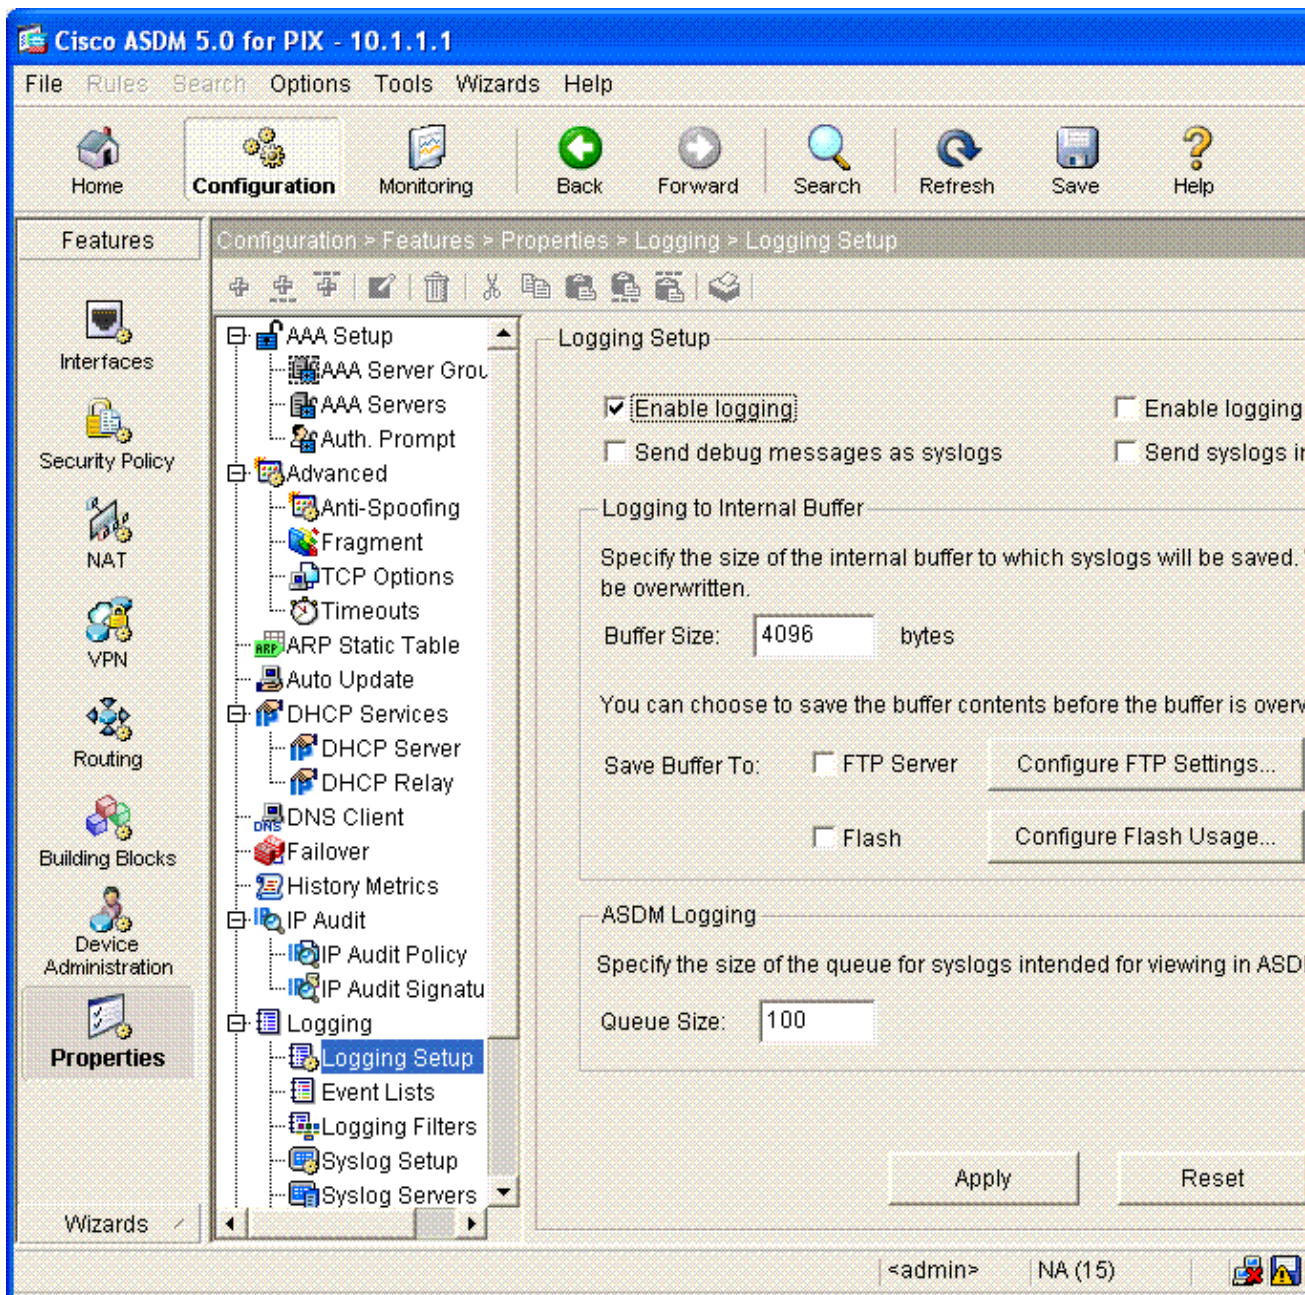 Cisco ASDM 5.0 for PIX - 10.1.1.1
File Rules Search Options Tools Wizards Help
Home Configuration Monitoring Back Forward Search Refresh Save Help
Features
Configuration > Features > Properties > Logging > Logging Setup
Interfaces
Security Policy
NAT
VPN
Routing
Building Blocks
Device
Administration
Properties
Wizards
AAA Setup
AAA Server Grou
AAA Servers
Auth. Prompt
Advanced
Anti-Spoofing
Fragment
TCP Options
Timeouts
ARP ARP Static Table
Auto Update
DHCP Services
DHCP Server
DHCP Relay
DNS DNS Client
Failover
History Metrics
IP Audit
IP Audit Policy
IP Audit Signatu
Logging
Logging Setup
Event Lists
Logging Filters
Syslog Setup
Syslog Servers
Logging Setup
Enable logging Enable logging
Send debug messages as syslogs Send syslogs in
Logging to Internal Buffer
Specify the size of the internal buffer to which syslogs will be saved.
be overwritten.
Buffer Size: 4096 bytes
You can choose to save the buffer contents before the buffer is overw
Save Buffer To: FTP Server Configure FTP Settings...
Flash Configure Flash Usage...
ASDM Logging
Specify the size of the queue for syslogs intended for viewing in ASD
Queue Size: 100
Apply Reset
<admin> NA (15)